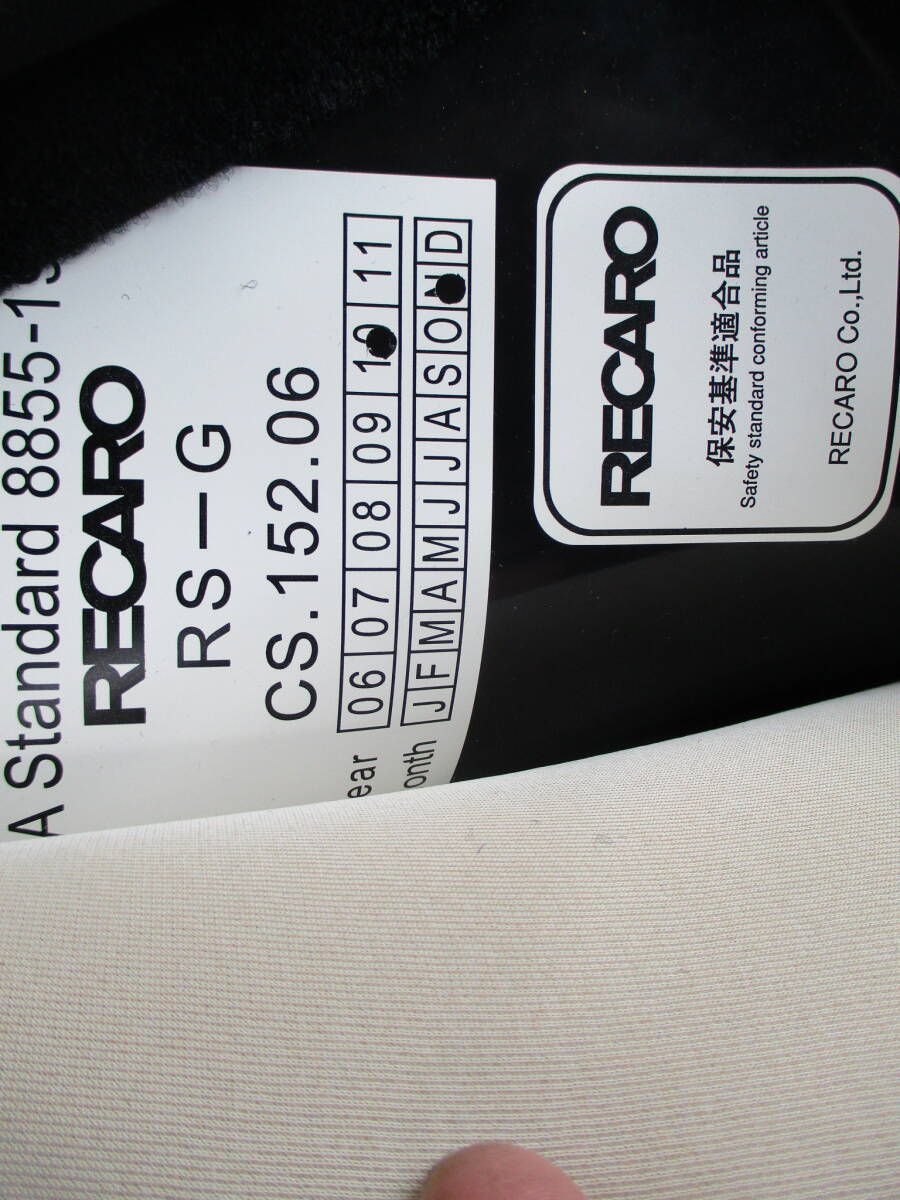 A Standard 8855-19
RECARO
RS-G
CS.152.06
ear 06 07 08 09 10 11
onth J F M A M J J A S O N D
RECARO
保安基準適合品
Safety standard conforming article
RECARO Co.,Ltd.